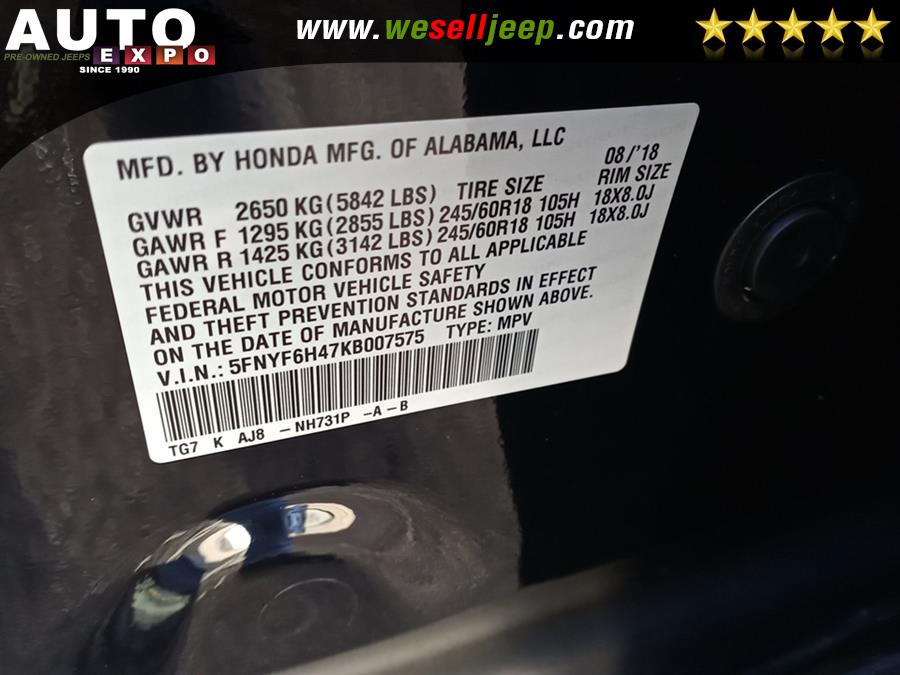 AUTO
EXPO
PRE-OWNED JEEPS
SINCE 1990
www.weselljeep.com
MFD. BY HONDA MFG. OF ALABAMA, LLC 08/'18
GVWR 2650 KG (5842 LBS) TIRE SIZE RIM SIZE
GAWR F 1295 KG (2855 LBS) 245/60R18 105H 18X8.0J
GAWR R 1425 KG (3142 LBS) 245/60R18 105H 18X8.0J
THIS VEHICLE CONFORMS TO ALL APPLICABLE
FEDERAL MOTOR VEHICLE SAFETY
AND THEFT PREVENTION STANDARDS IN EFFECT
ON THE DATE OF MANUFACTURE SHOWN ABOVE.
V.I.N.: 5FNYF6H47KB007575 TYPE: MPV
TG7 K AJ8 -NH731P -A-B